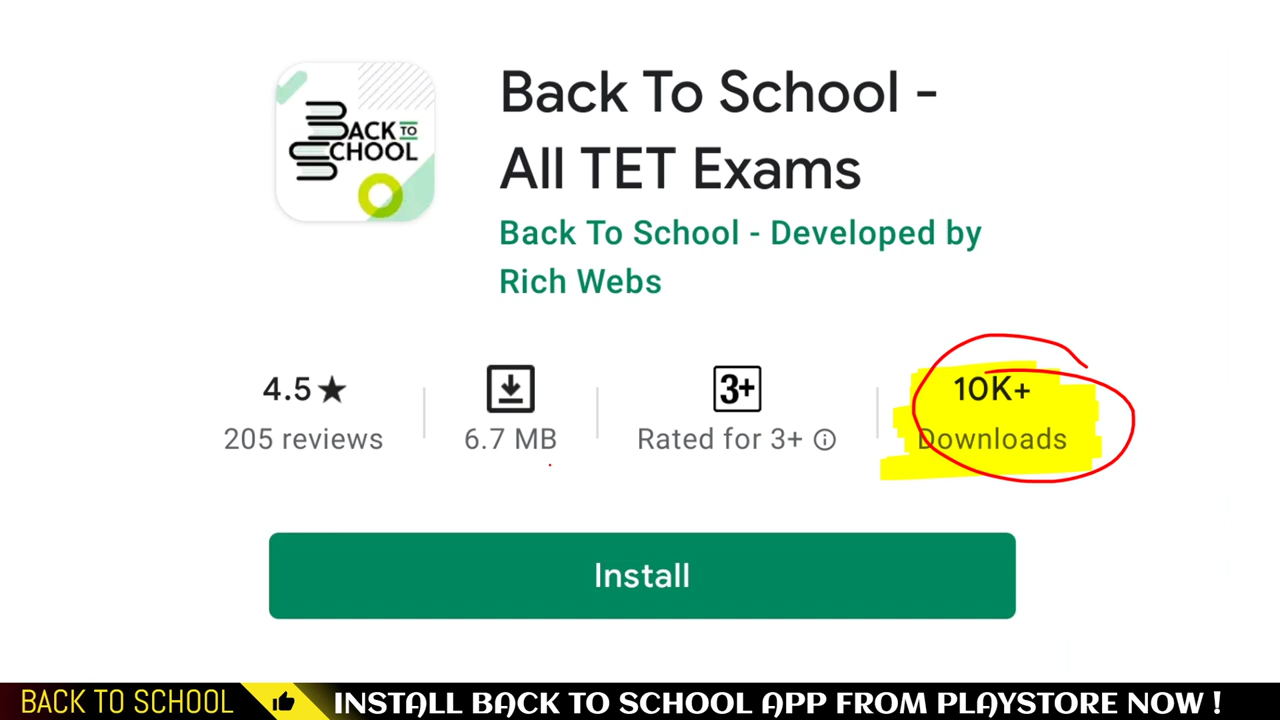 BACK TO
SCHOOL
Back To School -
All TET Exams
Back To School - Developed by
Rich Webs
4.5★
205 reviews
6.7 MB
3+
Rated for 3+
10K+
Downloads
Install
BACK TO SCHOOL
INSTALL BACK TO SCHOOL APP FROM PLAYSTORE NOW !